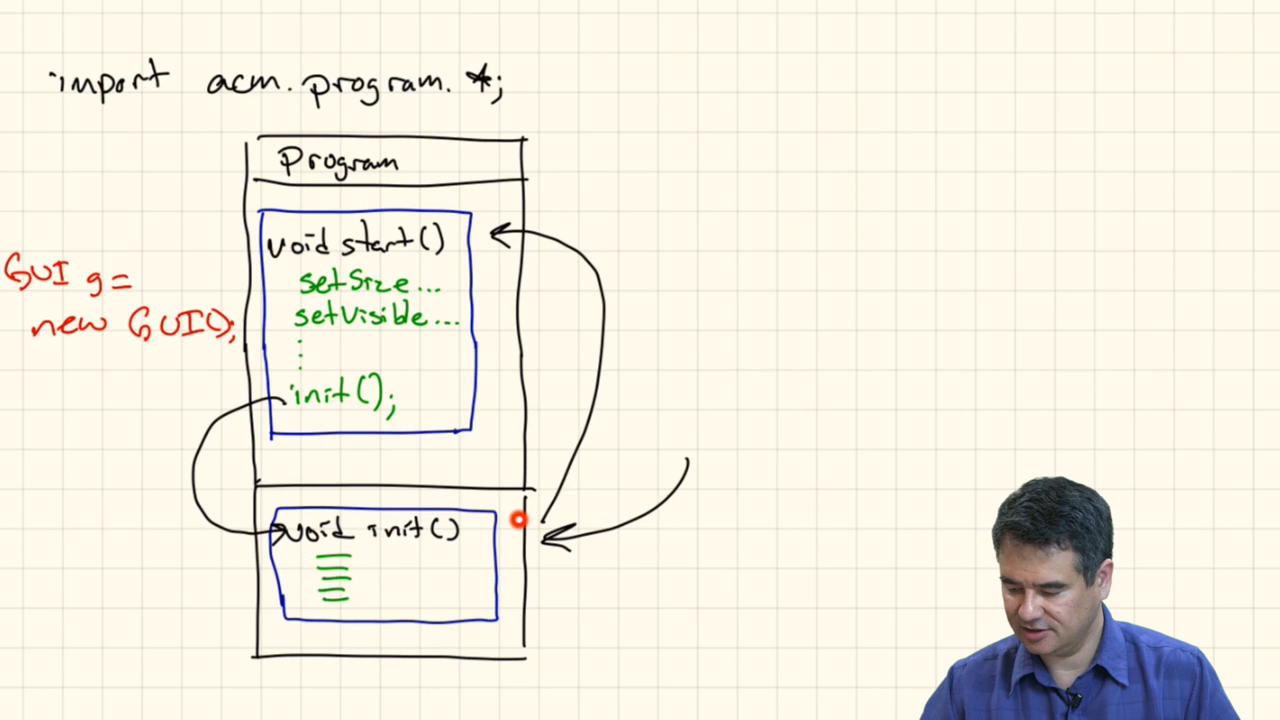 import acm.program.*;
Program
void start()
setSize...
setVisible...
init();
GUI g =
new GUI();
void init()